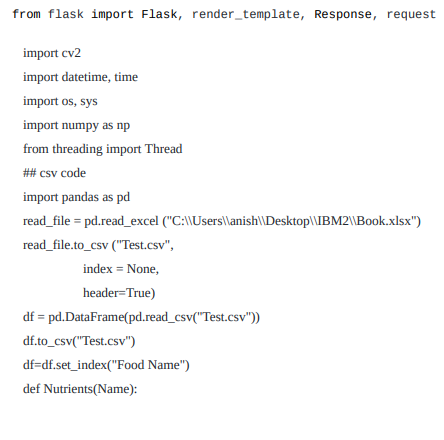 from flask import Flask, render_template, Response, request
import cv2
import datetime, time
import os, sys
import numpy as np
from threading import Thread
## csv code
import pandas as pd
read_file = pd.read_excel ("C:\\Users\\anish\\Desktop\\IBM2\\Book.xlsx")
read_file.to_csv ("Test.csv",
index = None,
header=True)
df = pd.DataFrame(pd.read_csv("Test.csv"))
df.to_csv("Test.csv")
df=df.set_index("Food Name")
def Nutrients(Name):